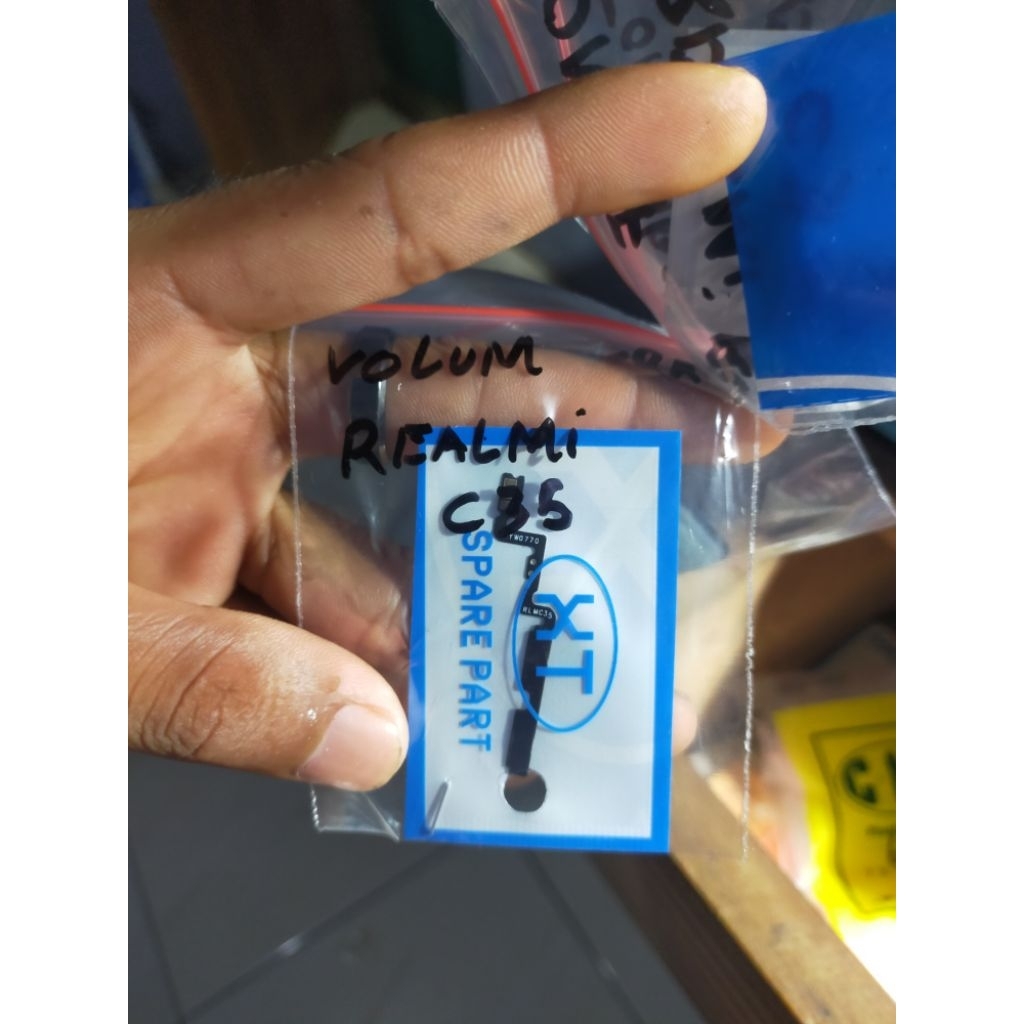 VOLUM
REALMi
C35
YW0770
RLMC35
XT
SPARE PART